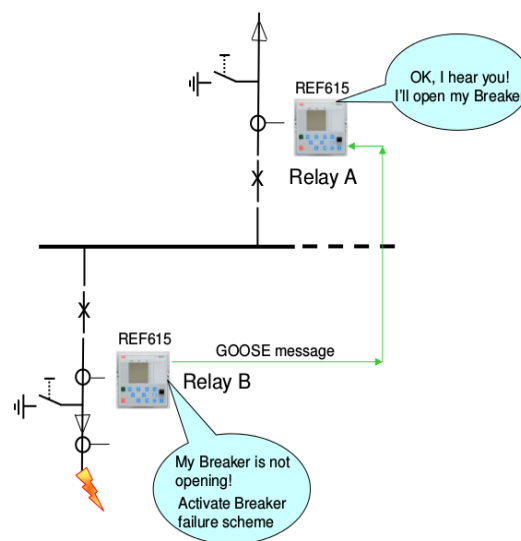 OK, I hear you!
I'll open my Breaker
REF615
Relay A
REF615
GOOSE message
Relay B
My Breaker is not
opening!
Activate Breaker
failure scheme